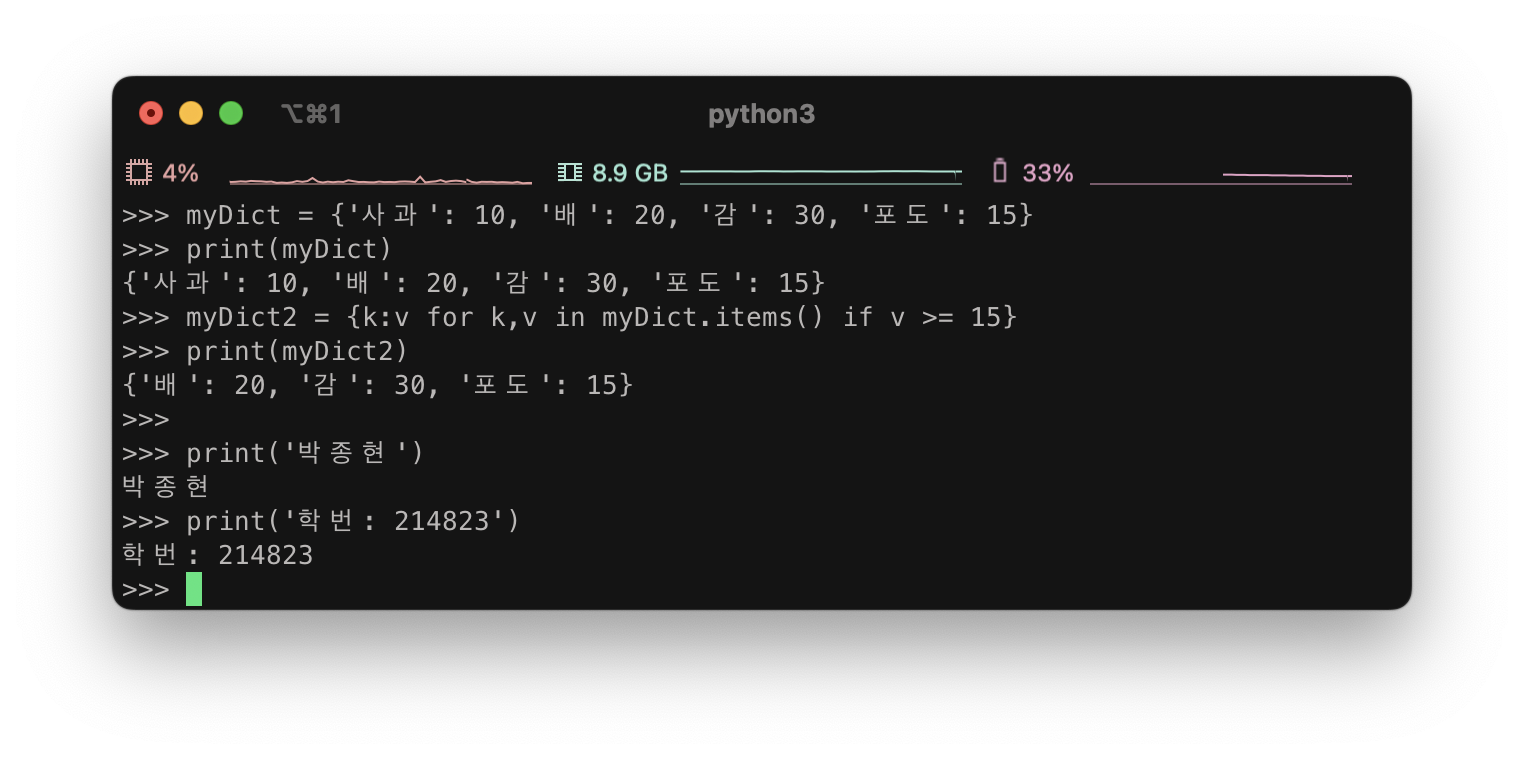 ⌥⌘1 python3
4% 8.9 GB 33%
>>> myDict = {'사과': 10, '배': 20, '감': 30, '포도': 15}
>>> print(myDict)
{'사과': 10, '배': 20, '감': 30, '포도': 15}
>>> myDict2 = {k:v for k,v in myDict.items() if v >= 15}
>>> print(myDict2)
{'배': 20, '감': 30, '포도': 15}
>>>
>>> print('박종현')
박종현
>>> print('학번: 214823')
학번: 214823
>>>